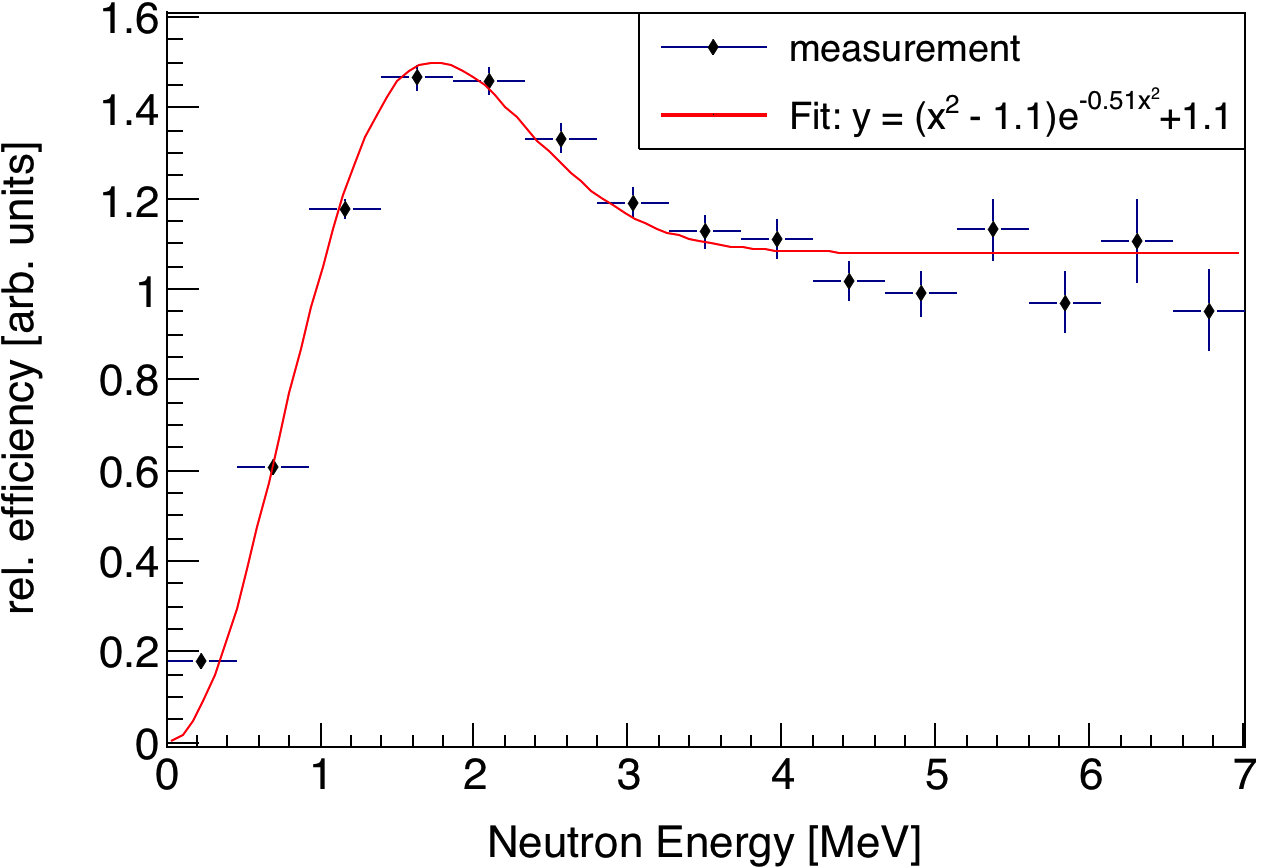 1.6
1.4
1.2
1
0.8
0.6
0.4
0.2
0
rel. efficiency [arb. units]
measurement
Fit: y = (x² - 1.1)e^-0.51x²+1.1
0 1 2 3 4 5 6 7
Neutron Energy [MeV]